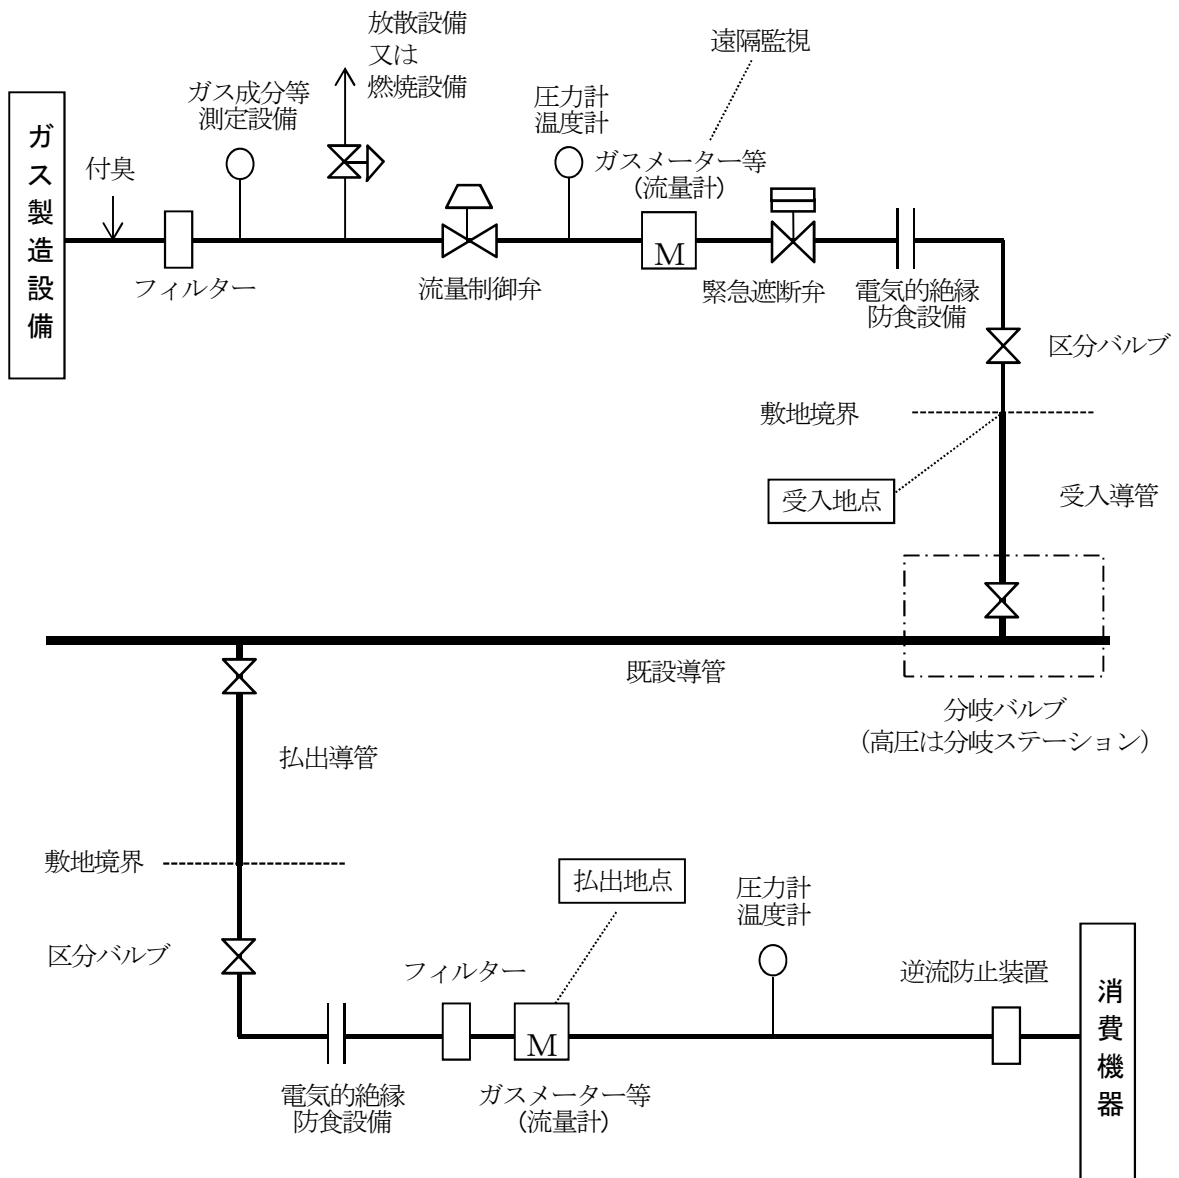 放散設備
又は
燃焼設備
遠隔監視
ガス成分等
測定設備
圧力計
温度計
ガス製造設備
付臭
ガスメーター等
(流量計)
M
フィルター
流量制御弁
緊急遮断弁
電気的絶縁
防食設備
区分バルブ
敷地境界
受入地点
受入導管
既設導管
分岐バルブ
(高圧は分岐ステーション)
払出導管
敷地境界
払出地点
圧力計
温度計
区分バルブ
フィルター
逆流防止装置
消費機器
M
電気的絶縁
防食設備
ガスメーター等
(流量計)